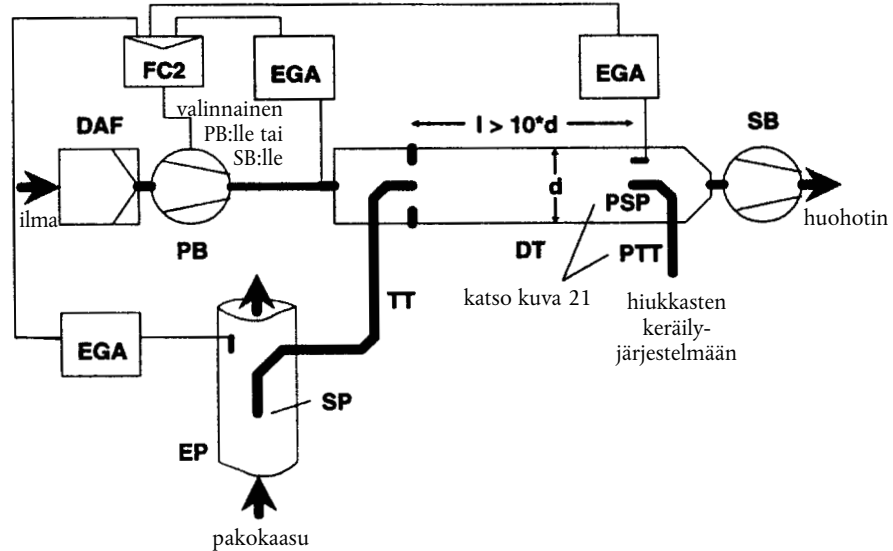 FC2
EGA
EGA
DAF
valinnainen
PB:lle tai
SB:lle
l > 10*d
SB
ilma
d
PSP
huohotin
PB
DT
PTT
TT
katso kuva 21
hiukkasten
keräily-
järjestelmään
EGA
SP
EP
pakokaasu